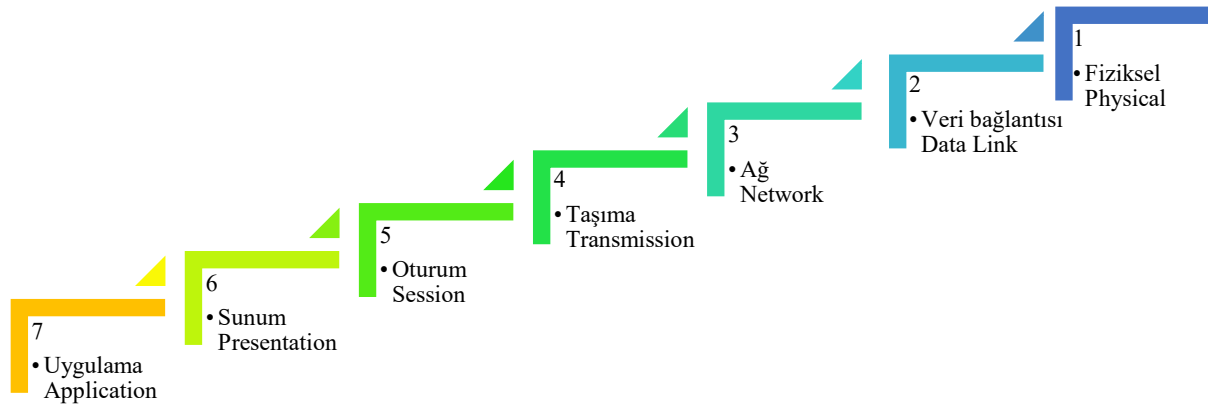 1
• Fiziksel
Physical
2
• Veri bağlantısı
Data Link
3
• Ağ
Network
4
• Taşıma
Transmission
5
• Oturum
Session
6
• Sunum
Presentation
7
• Uygulama
Application